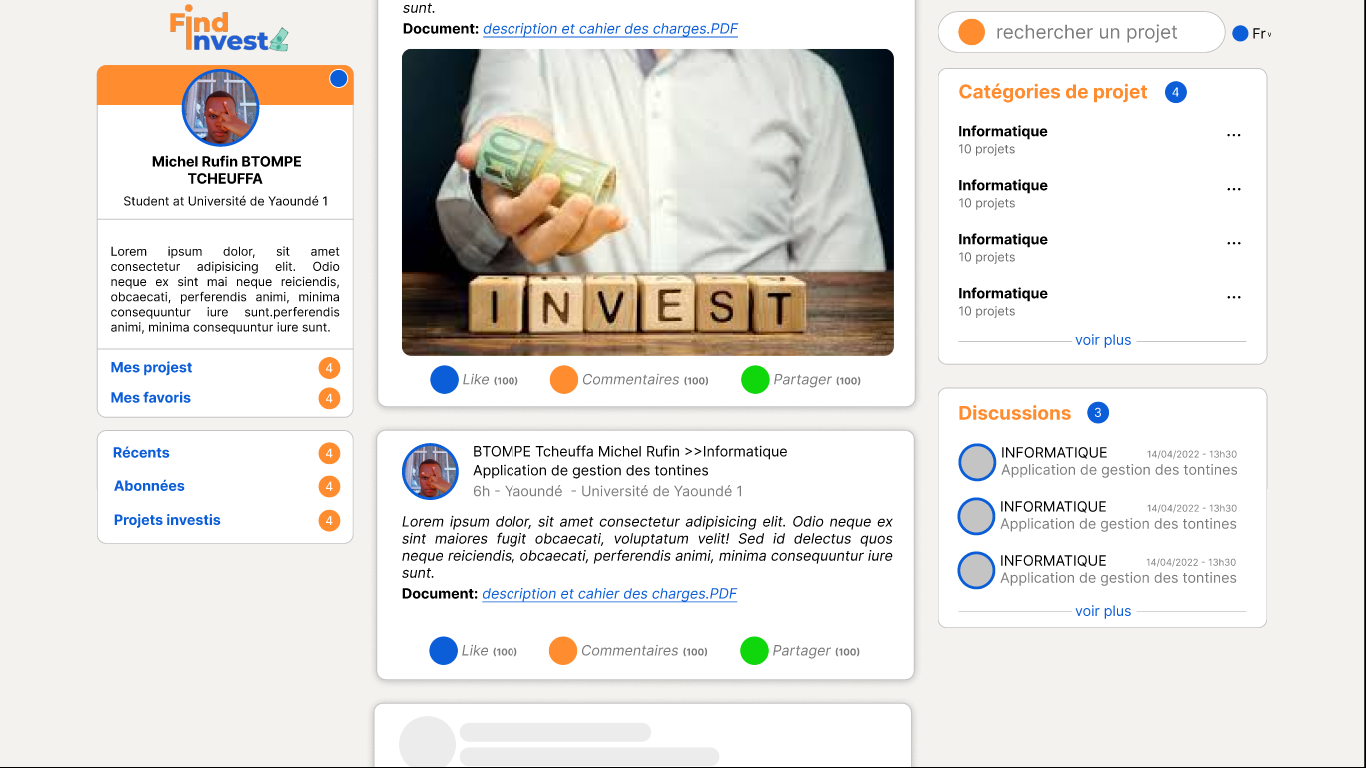 Find
Invest
Michel Rufin BTOMPE
TCHEUFFA
Student at Université de Yaoundé 1
Lorem ipsum dolor, sit amet
consectetur adipisicing elit. Odio
neque ex sint mai neque reiciendis,
obcaecati, perferendis animi, minima
consequuntur iure sunt.perferendis
animi, minima consequuntur iure sunt.
Mes projest 4
Mes favoris 4
Récents 4
Abonnées 4
Projets investis 4
sunt.
Document: description et cahier des charges.PDF
10
INVEST
Like (100) Commentaires (100) Partager (100)
BTOMPE Tcheuffa Michel Rufin >>Informatique
Application de gestion des tontines
6h - Yaoundé - Université de Yaoundé 1
Lorem ipsum dolor, sit amet consectetur adipisicing elit. Odio neque ex
sint maiores fugit obcaecati, voluptatum velit! Sed id delectus quos
neque reiciendis, obcaecati, perferendis animi, minima consequuntur iure
sunt.
Document: description et cahier des charges.PDF
Like (100) Commentaires (100) Partager (100)
rechercher un projet
Fr
Catégories de projet 4
Informatique ...
10 projets
Informatique ...
10 projets
Informatique ...
10 projets
Informatique ...
10 projets
voir plus
Discussions 3
INFORMATIQUE 14/04/2022 - 13h30
Application de gestion des tontines
INFORMATIQUE 14/04/2022 - 13h30
Application de gestion des tontines
INFORMATIQUE 14/04/2022 - 13h30
Application de gestion des tontines
voir plus